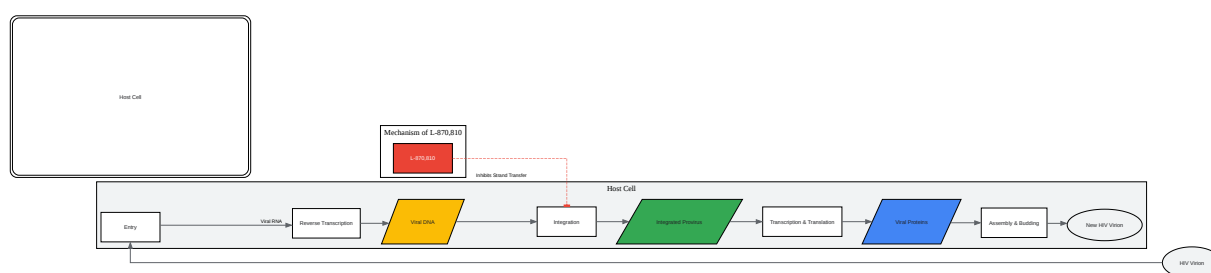 Host Cell
Mechanism of L-870,810
L-870,810
Inhibits Strand Transfer
Host Cell
Entry
Viral RNA
Reverse Transcription
Viral DNA
Integration
Integrated Provirus
Transcription & Translation
Viral Proteins
Assembly & Budding
New HIV Virion
HIV Virion